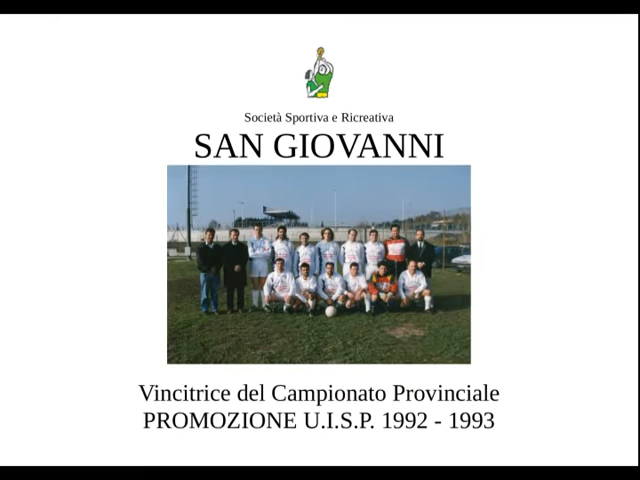 Società Sportiva e Ricreativa
SAN GIOVANNI
Vincitrice del Campionato Provinciale
PROMOZIONE U.I.S.P. 1992 - 1993